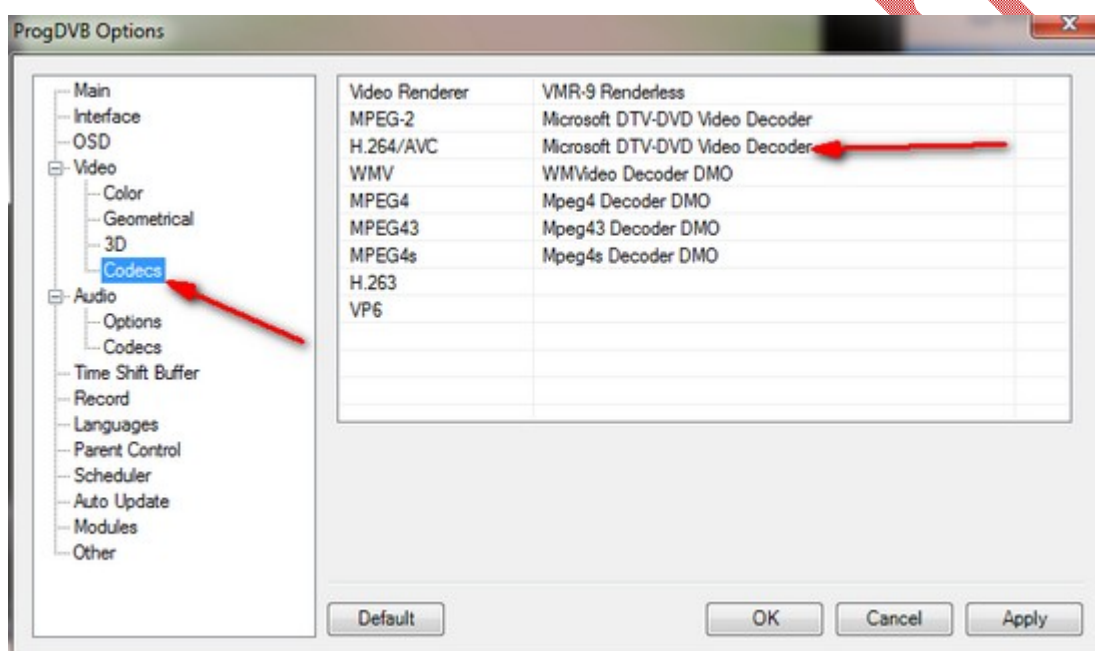 ProgDVB Options
Main
Interface
OSD
Video
Color
Geometrical
3D
Codecs
Audio
Options
Codecs
Time Shift Buffer
Record
Languages
Parent Control
Scheduler
Auto Update
Modules
Other
Video Renderer VMR-9 Renderless
MPEG-2 Microsoft DTV-DVD Video Decoder
H.264/AVC Microsoft DTV-DVD Video Decoder
WMV WMVideo Decoder DMO
MPEG4 Mpeg4 Decoder DMO
MPEG43 Mpeg43 Decoder DMO
MPEG4s Mpeg4s Decoder DMO
H.263
VP6
Default OK Cancel Apply